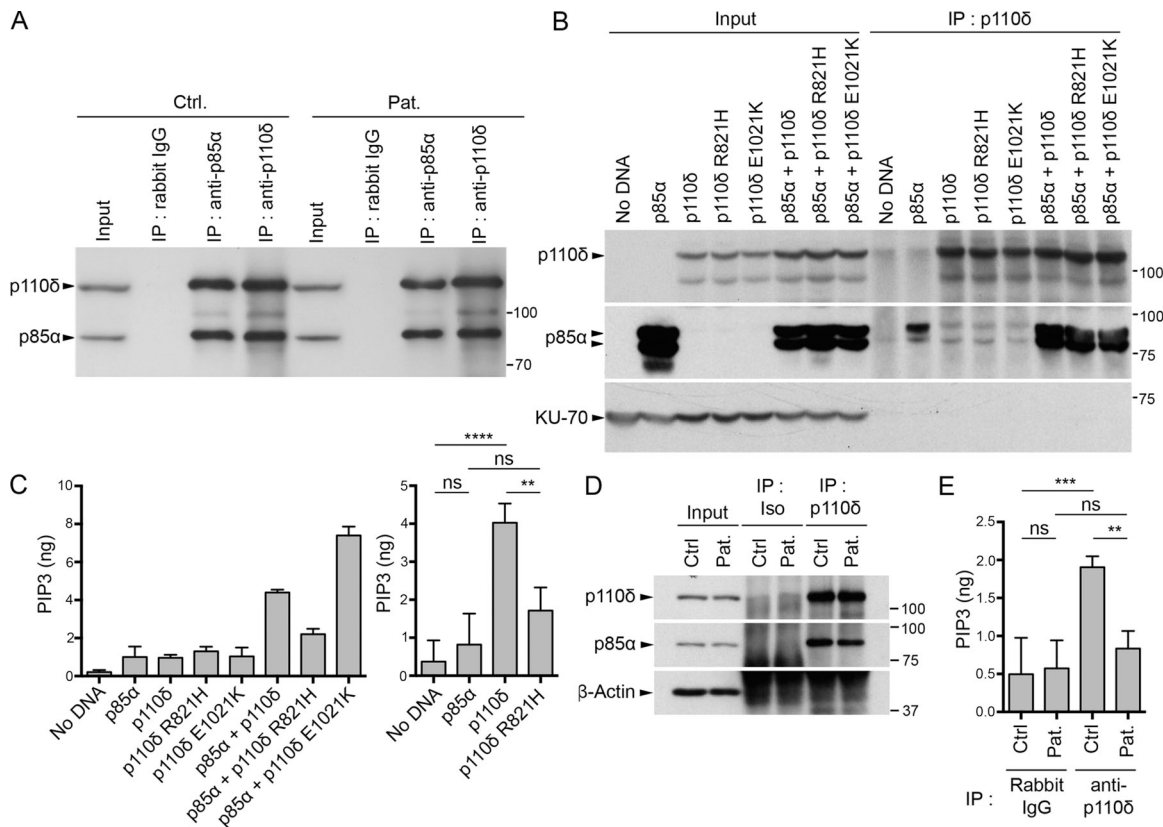 A
Ctrl.
Pat.
Input
IP : rabbit IgG
IP : anti-p85α
IP : anti-p110δ
Input
IP : rabbit IgG
IP : anti-p85α
IP : anti-p110δ
p110δ
p85α
-100
-70
B
Input
IP : p110δ
No DNA
p85α
p110δ
p110δ R821H
p110δ E1021K
p85α + p110δ
p85α + p110δ R821H
p85α + p110δ E1021K
No DNA
p85α
p110δ
p110δ R821H
p110δ E1021K
p85α + p110δ
p85α + p110δ R821H
p85α + p110δ E1021K
p110δ
100
p85α
75
75
KU-70
C
PIP3 (ng)
10
8
6
4
2
0
No DNA
p85α
p110δ
p110δ R821H
p110δ E1021K
p85α + p110δ
p85α + p110δ R821H
p85α + p110δ E1021K
PIP3 (ng)
5
4
3
2
1
0
****
ns
ns
**
No DNA
p85α
p110δ
p110δ R821H
D
Input
IP :
Iso
IP :
p110δ
Ctrl
Pat.
Ctrl
Pat.
Ctrl
Pat.
p110δ
100
100
p85α
75
β-Actin
37
E
PIP3 (ng)
2.5
2.0
1.5
1.0
0.5
0.0
***
ns
ns
**
Ctrl
Pat.
Ctrl
Pat.
IP :
Rabbit
IgG
anti-
p110δ